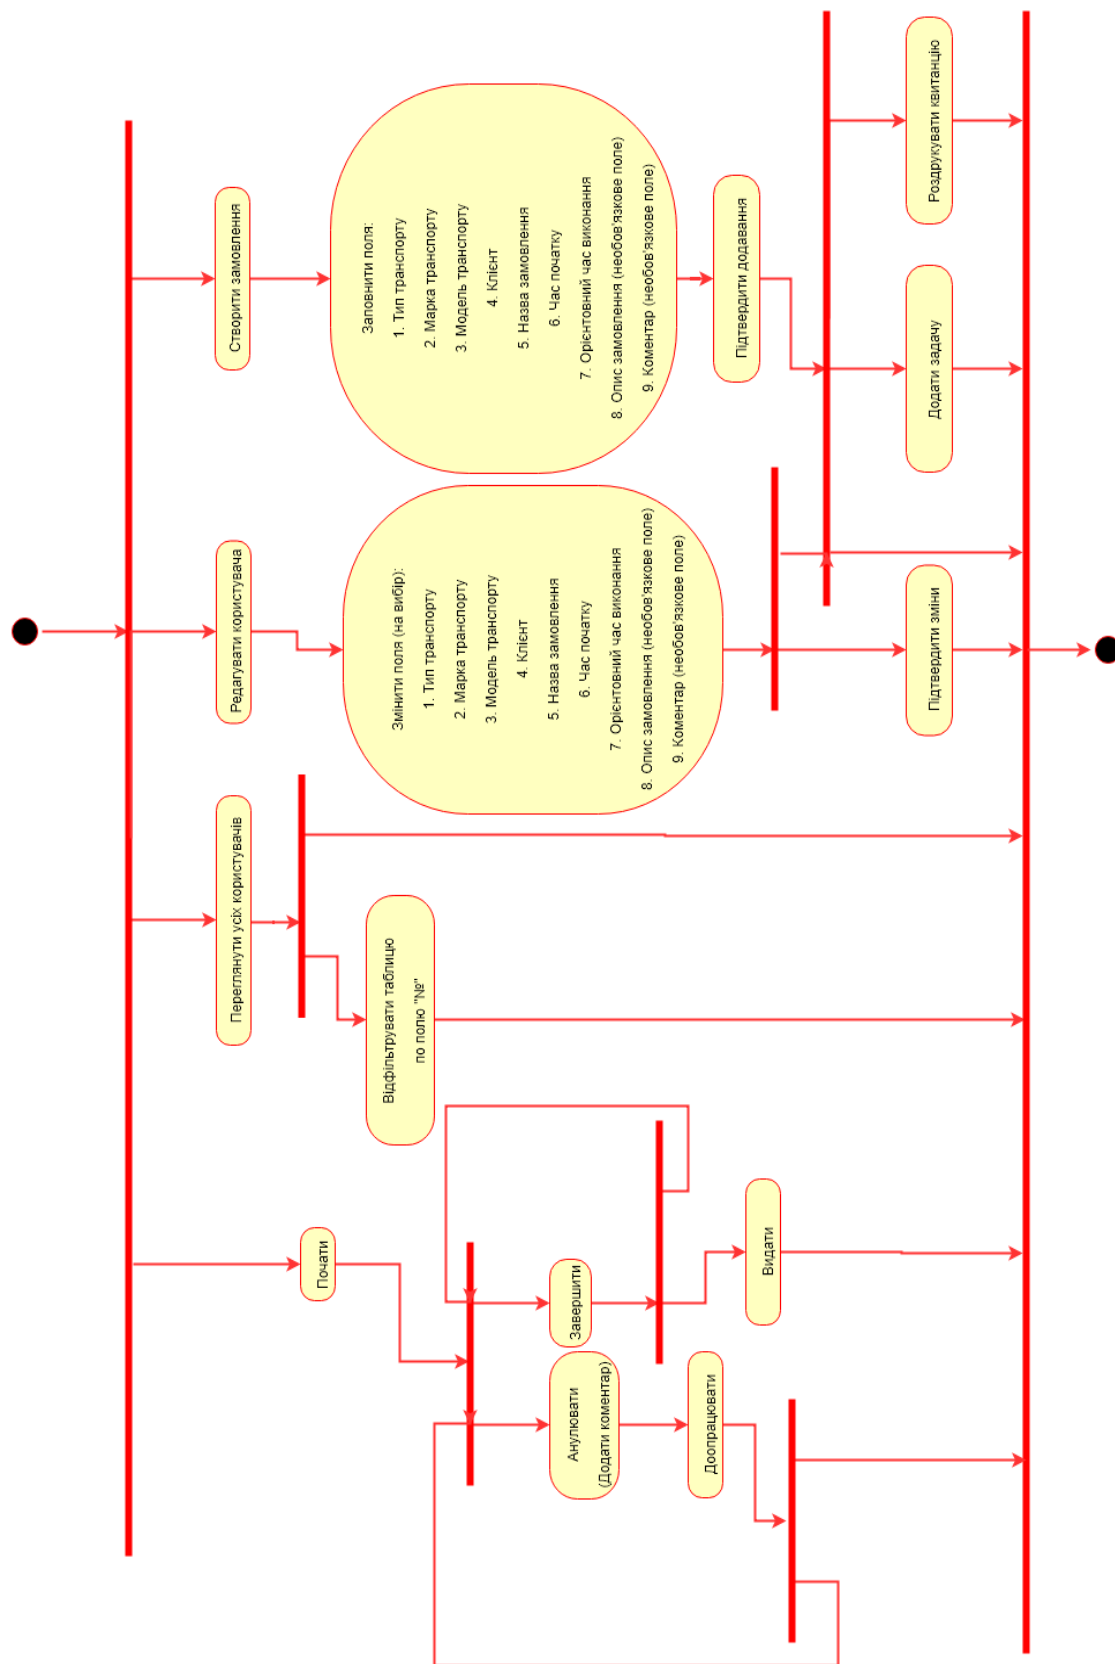 Почати
Анулювати
(Додати коментар)
Завершити
Доопрацювати
Видати
Переглянути усіх користувачів
Відфільтрувати таблицю
по полю "№"
Редагувати користувача
Змінити поля (на вибір):
1. Тип транспорту
2. Марка транспорту
3. Модель транспорту
4. Клієнт
5. Назва замовлення
6. Час початку
7. Орієнтовний час виконання
8. Опис замовлення (необов'язкове поле)
9. Коментар (необов'язкове поле)
Підтвердити зміни
Створити замовлення
Заповнити поля:
1. Тип транспорту
2. Марка транспорту
3. Модель транспорту
4. Клієнт
5. Назва замовлення
6. Час початку
7. Орієнтовний час виконання
8. Опис замовлення (необов'язкове поле)
9. Коментар (необов'язкове поле)
Підтвердити додавання
Додати задачу
Роздрукувати квитанцію